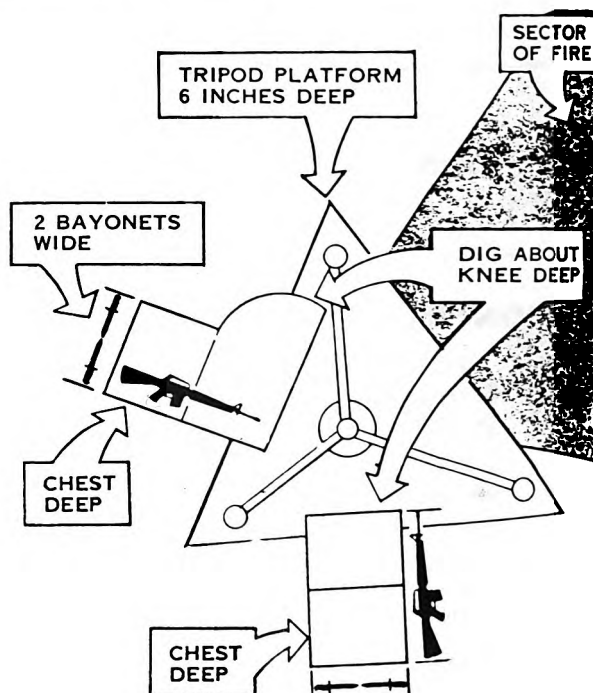 SECTOR
OF FIRE
TRIPOD PLATFORM
6 INCHES DEEP
2 BAYONETS
WIDE
DIG ABOUT
KNEE DEEP
CHEST
DEEP
CHEST
DEEP